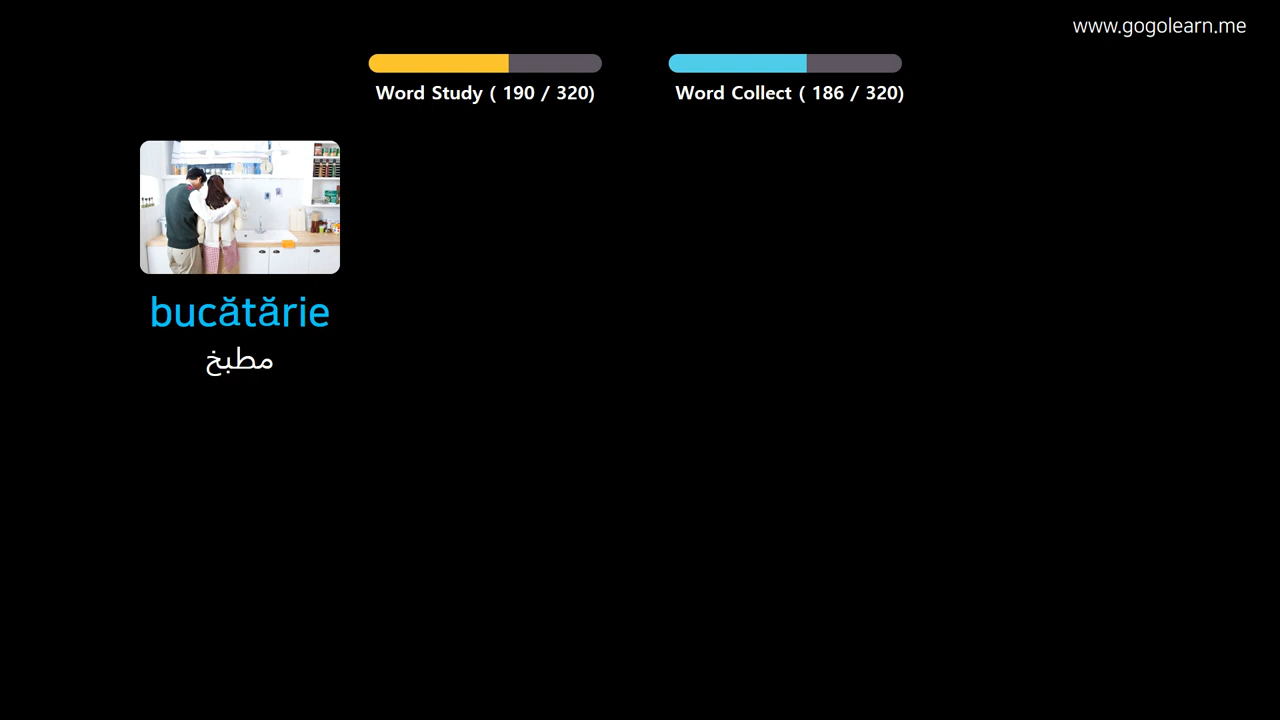 www.gogolearn.me
Word Study ( 190 / 320)
Word Collect ( 186 / 320)
bucătărie
مطبخ